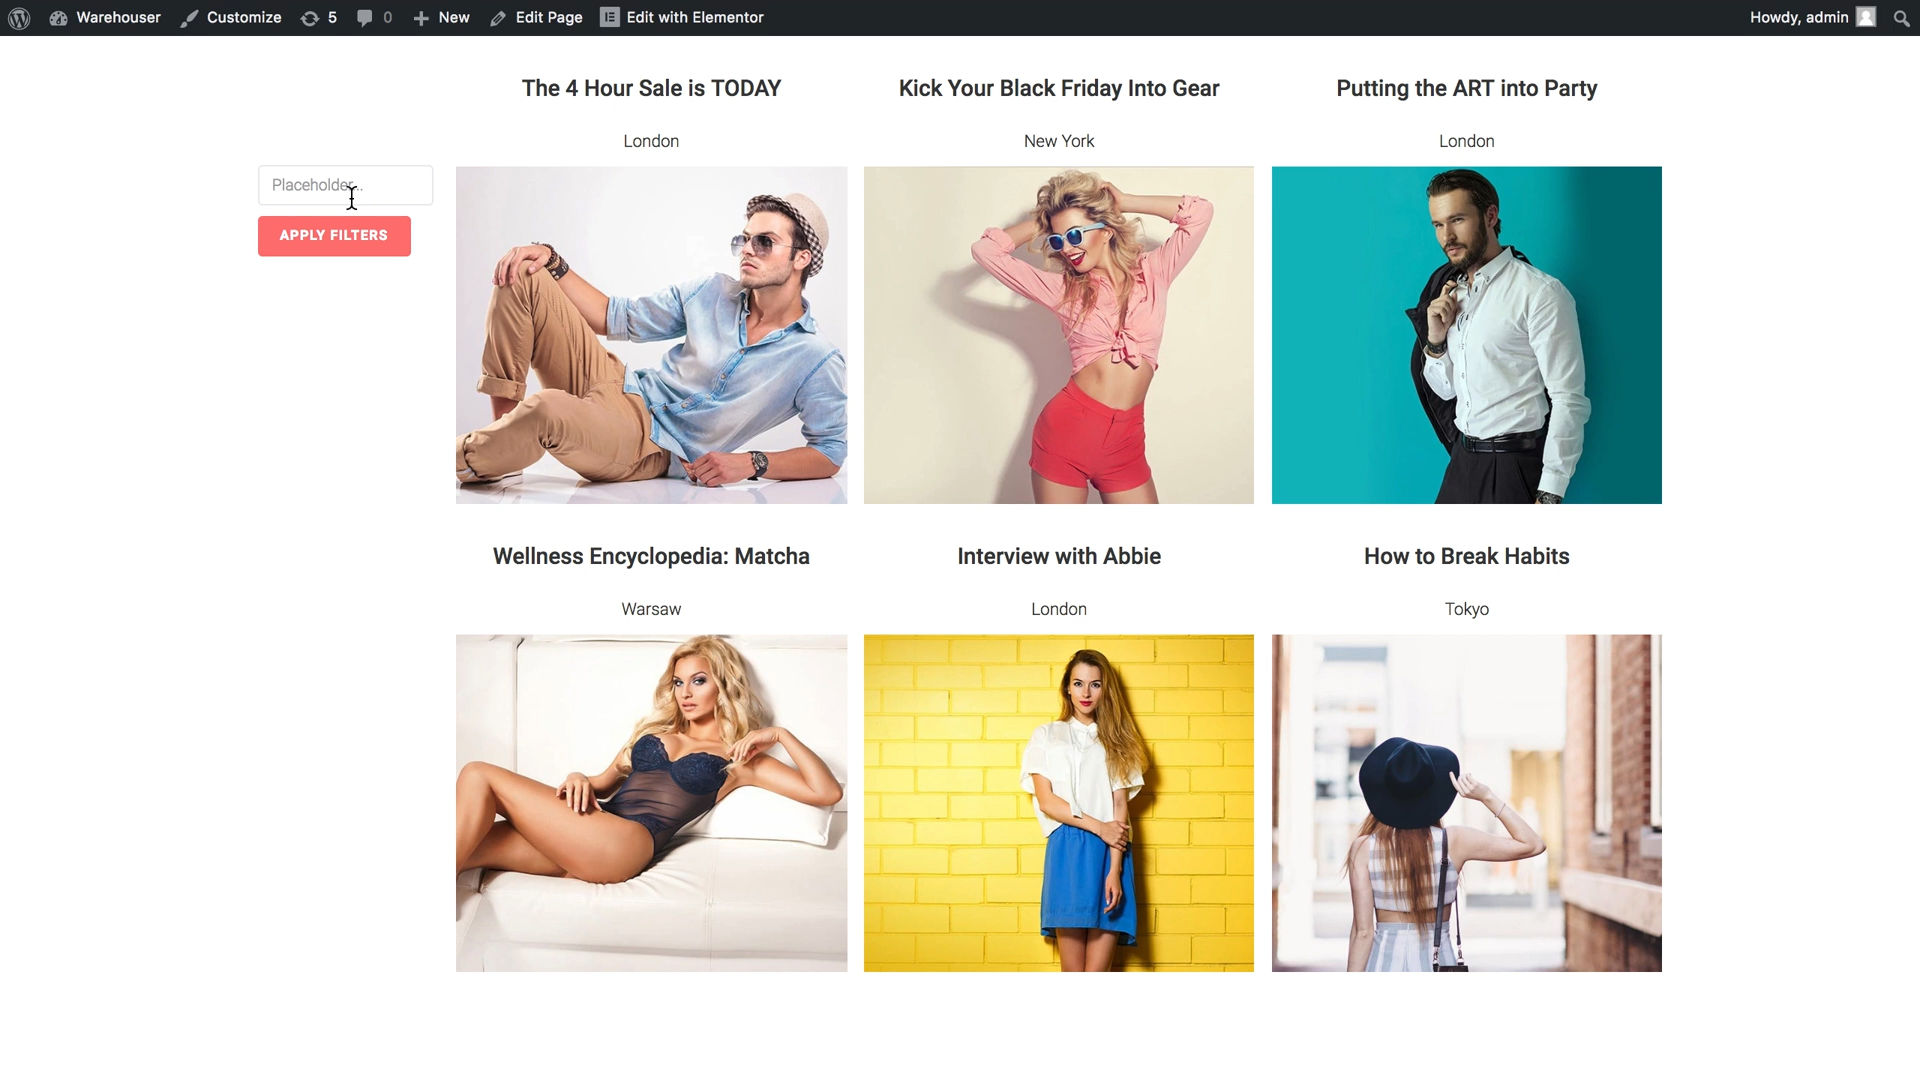 Warehouser Customize 5 0 New Edit Page Edit with Elementor Howdy, admin
The 4 Hour Sale is TODAY
London
Kick Your Black Friday Into Gear
New York
Putting the ART into Party
London
Placeholder...
APPLY FILTERS
Wellness Encyclopedia: Matcha
Warsaw
Interview with Abbie
London
How to Break Habits
Tokyo